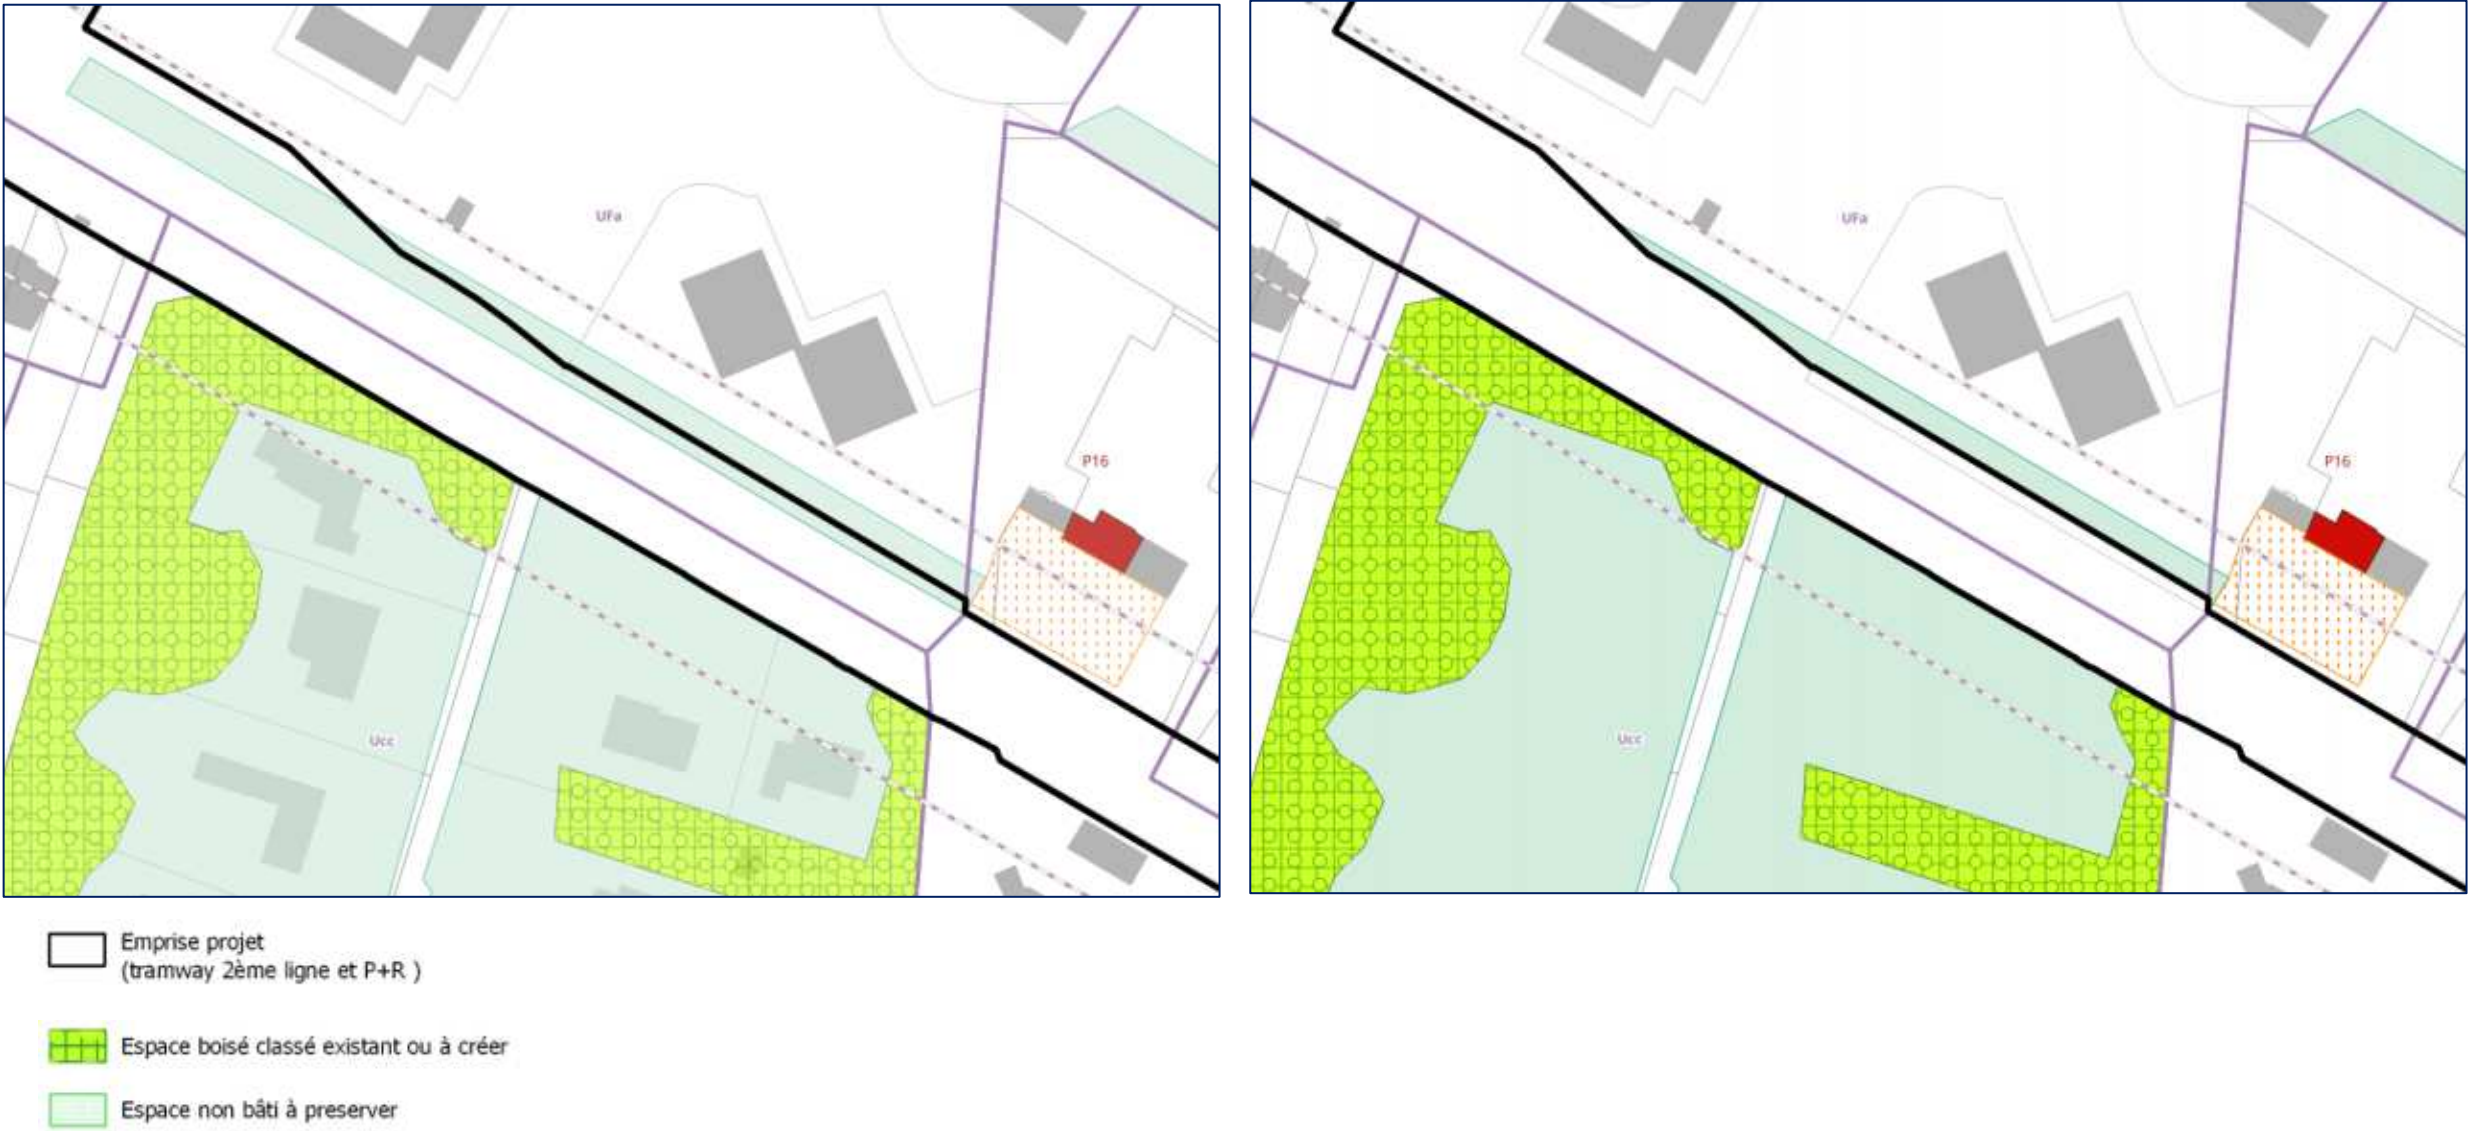 UFa
P16
Ucc
UFa
P16
Ucc
Emprise projet
(tramway 2ème ligne et P+R )
Espace boisé classé existant ou à créer
Espace non bâti à preserver